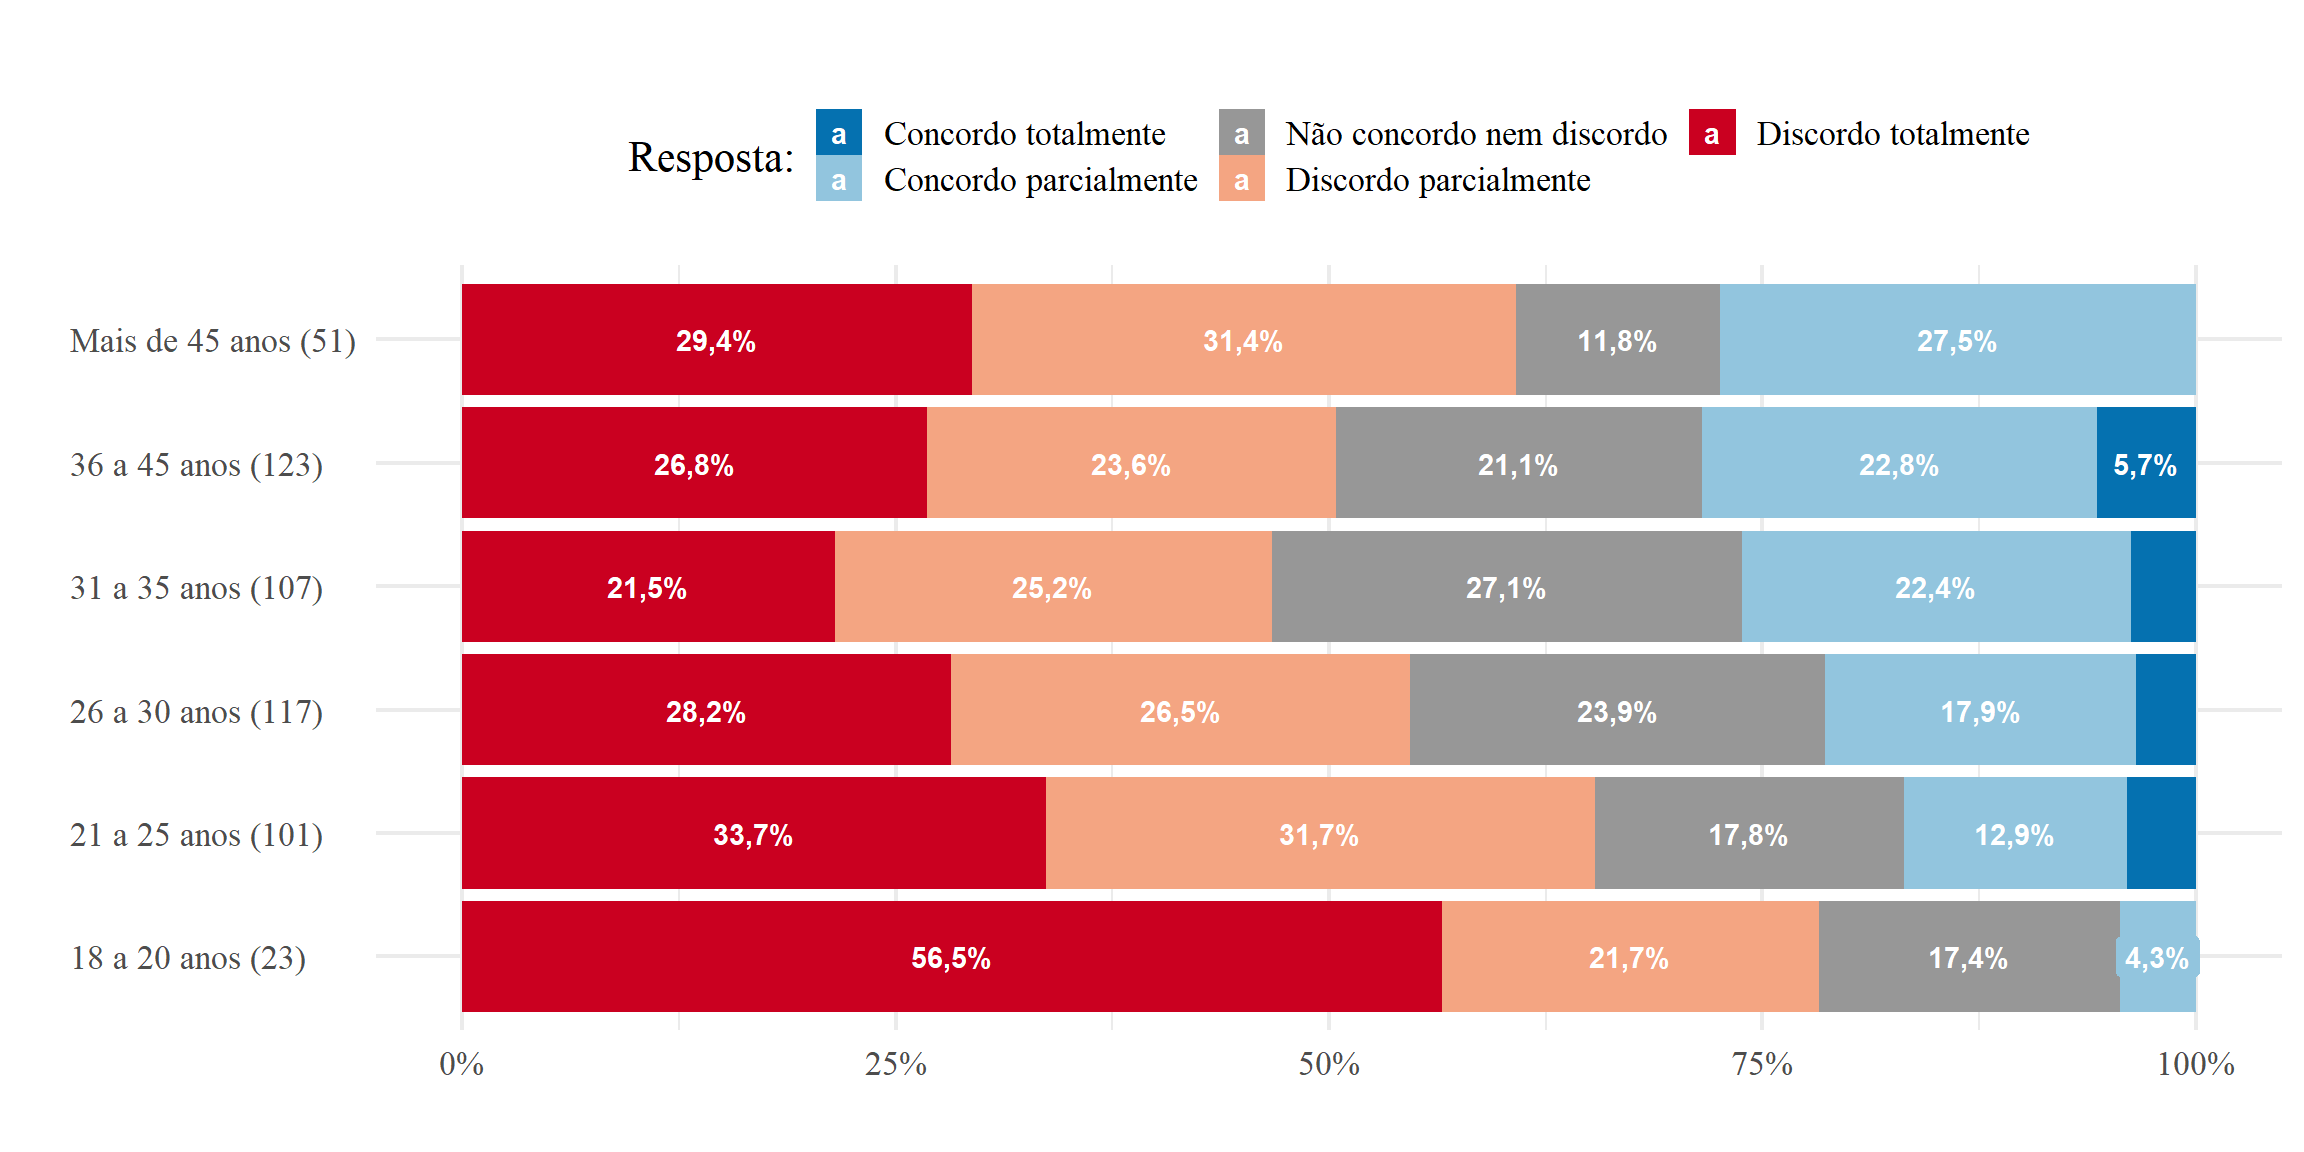 Resposta:
a Concordo totalmente
a Concordo parcialmente
a Não concordo nem discordo
a Discordo parcialmente
a Discordo totalmente
Mais de 45 anos (51) 29,4% 31,4% 11,8% 27,5%
36 a 45 anos (123) 26,8% 23,6% 21,1% 22,8% 5,7%
31 a 35 anos (107) 21,5% 25,2% 27,1% 22,4%
26 a 30 anos (117) 28,2% 26,5% 23,9% 17,9%
21 a 25 anos (101) 33,7% 31,7% 17,8% 12,9%
18 a 20 anos (23) 56,5% 21,7% 17,4% 4,3%
0% 25% 50% 75% 100%